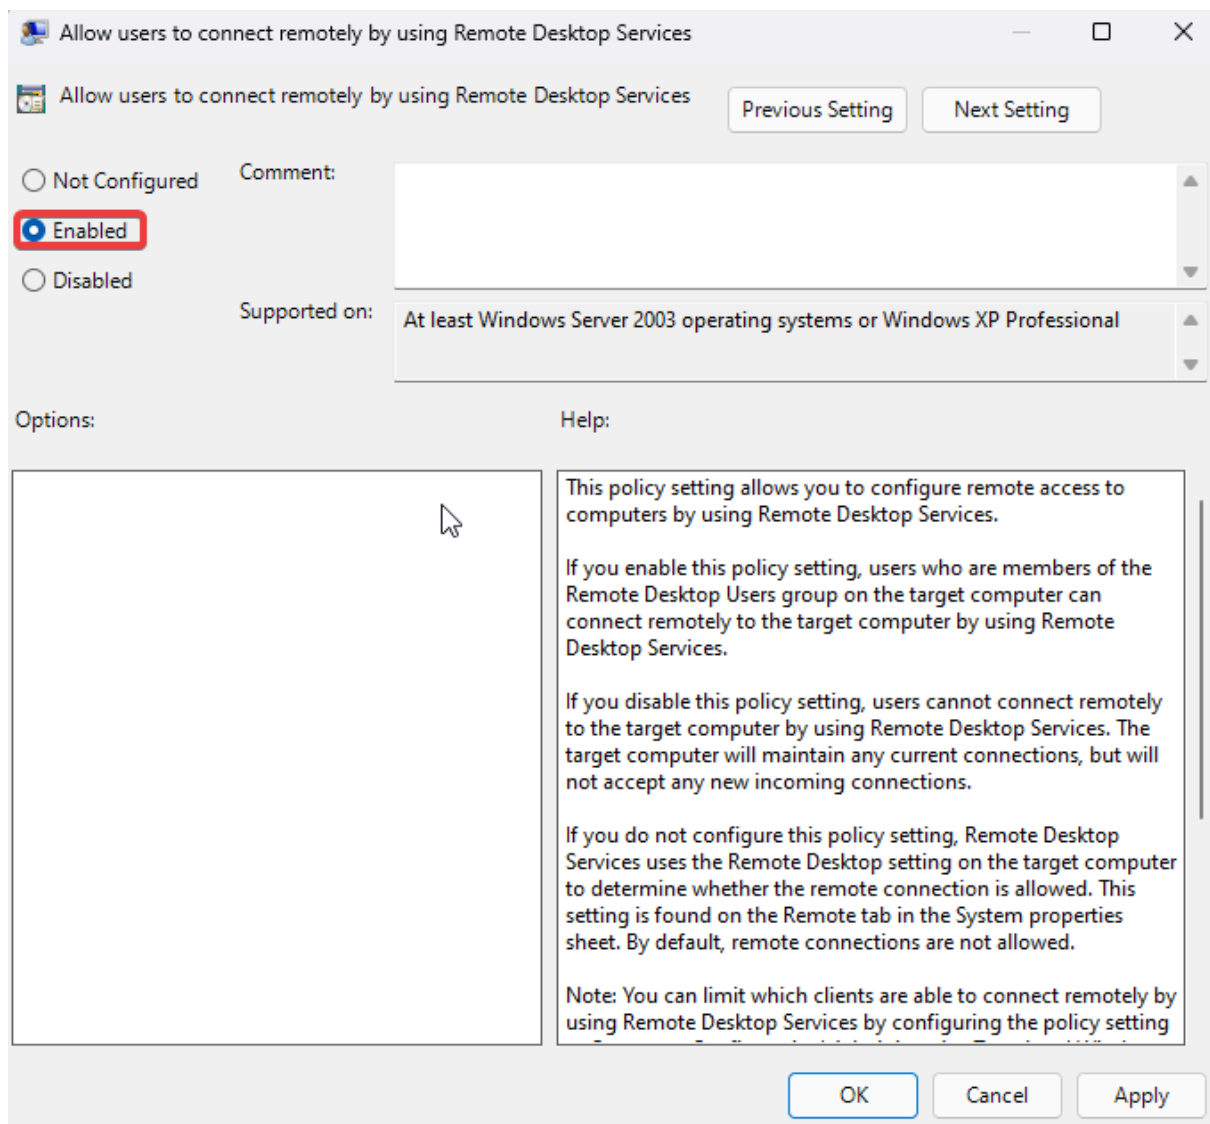 Allow users to connect remotely by using Remote Desktop Services
Allow users to connect remotely by using Remote Desktop Services
Previous Setting
Next Setting
Not Configured
Comment:
Enabled
Disabled
Supported on:
At least Windows Server 2003 operating systems or Windows XP Professional
Options:
Help:
This policy setting allows you to configure remote access to
computers by using Remote Desktop Services.
If you enable this policy setting, users who are members of the
Remote Desktop Users group on the target computer can
connect remotely to the target computer by using Remote
Desktop Services.
If you disable this policy setting, users cannot connect remotely
to the target computer by using Remote Desktop Services. The
target computer will maintain any current connections, but will
not accept any new incoming connections.
If you do not configure this policy setting, Remote Desktop
Services uses the Remote Desktop setting on the target computer
to determine whether the remote connection is allowed. This
setting is found on the Remote tab in the System properties
sheet. By default, remote connections are not allowed.
Note: You can limit which clients are able to connect remotely by
using Remote Desktop Services by configuring the policy setting
OK
Cancel
Apply